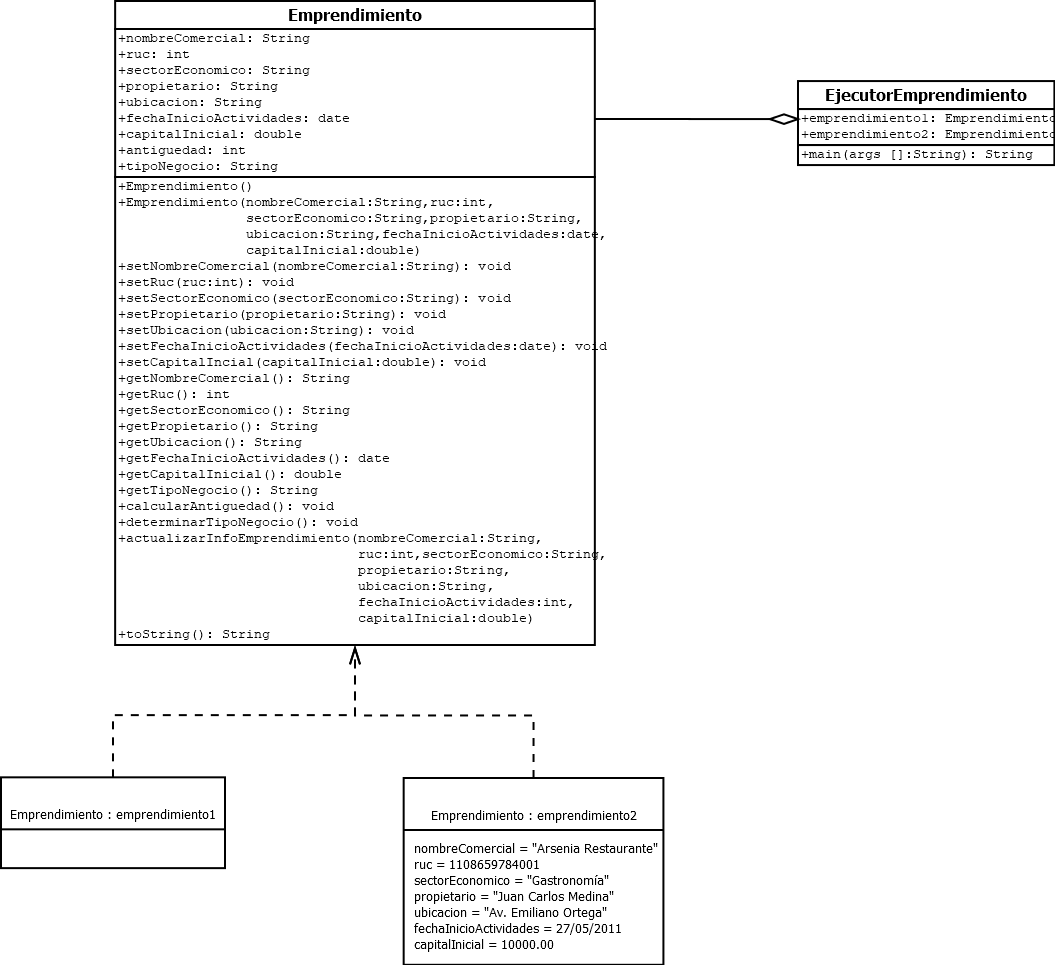 Emprendimiento
+nombreComercial: String
+ruc: int
+sectorEconomico: String
+propietario: String
+ubicacion: String
+fechaInicioActividades: date
+capitalInicial: double
+antiguedad: int
+tipoNegocio: String
+Emprendimiento()
+Emprendimiento(nombreComercial:String,ruc:int,
sectorEconomico:String,propietario:String,
ubicacion:String,fechaInicioActividades:date,
capitalInicial:double)
+setNombreComercial(nombreComercial:String): void
+setRuc(ruc:int): void
+setSectorEconomico(sectorEconomico:String): void
+setPropietario(propietario:String): void
+setUbicacion(ubicacion:String): void
+setFechaInicioActividades(fechaInicioActividades:date): void
+setCapitalIncial(capitalInicial:double): void
+getNombreComercial(): String
+getRuc(): int
+getSectorEconomico(): String
+getPropietario(): String
+getUbicacion(): String
+getFechaInicioActividades(): date
+getCapitalInicial(): double
+getTipoNegocio(): String
+calcularAntiguedad(): void
+determinarTipoNegocio(): void
+actualizarInfoEmprendimiento(nombreComercial:String,
ruc:int,sectorEconomico:String,
propietario:String,
ubicacion:String,
fechaInicioActividades:int,
capitalInicial:double)
+toString(): String
EjecutorEmprendimiento
+emprendimiento1: Emprendimiento
+emprendimiento2: Emprendimiento
+main(args []:String): String
Emprendimiento : emprendimiento1
Emprendimiento : emprendimiento2
nombreComercial = "Arsenia Restaurante"
ruc = 1108659784001
sectorEconomico = "Gastronomía"
propietario = "Juan Carlos Medina"
ubicacion = "Av. Emiliano Ortega"
fechaInicioActividades = 27/05/2011
capitalInicial = 10000.00